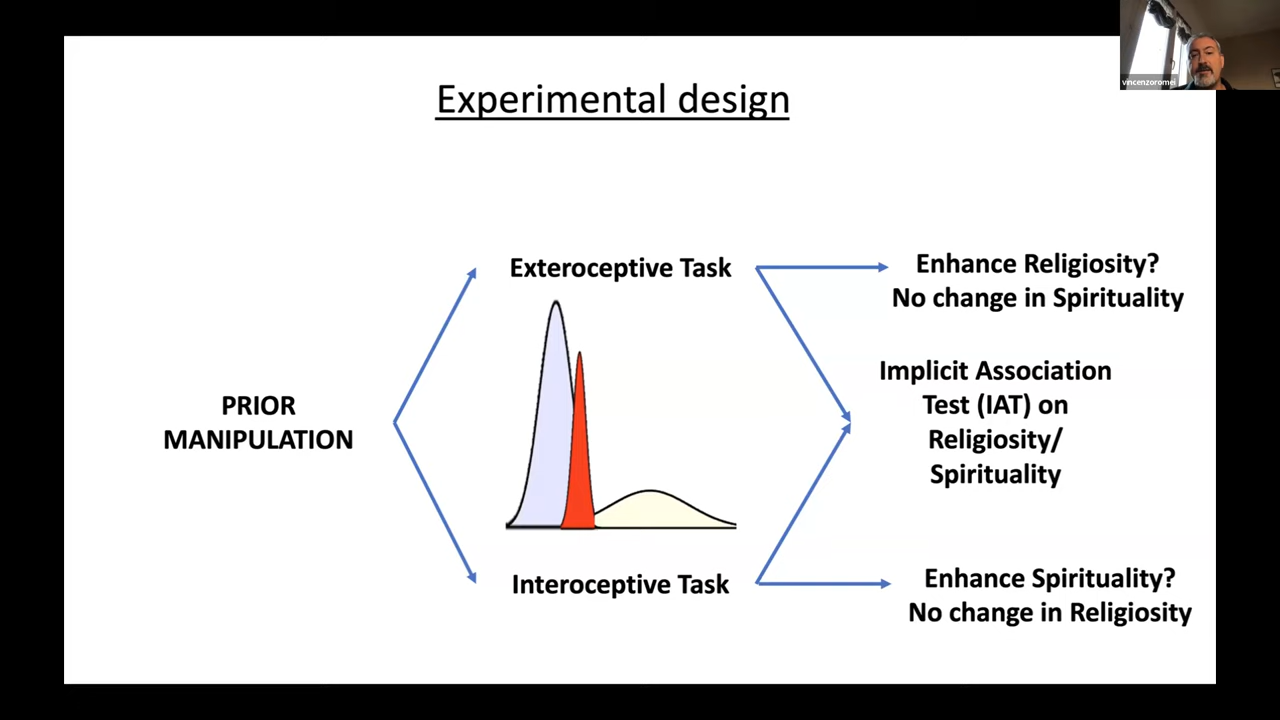 vincenzoromei
Experimental design
Exteroceptive Task
Enhance Religiosity?
No change in Spirituality
PRIOR
MANIPULATION
Implicit Association
Test (IAT) on
Religiosity/
Spirituality
Interoceptive Task
Enhance Spirituality?
No change in Religiosity